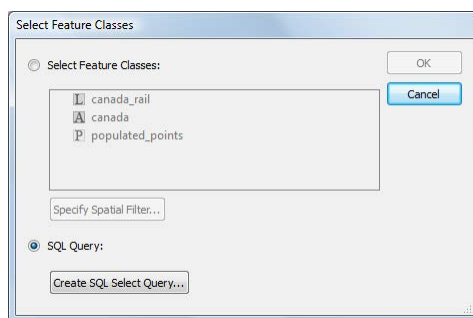 Select Feature Classes
Select Feature Classes:
OK
L canada_rail
Cancel
A canada
P populated_points
Specify Spatial Filter...
SQL Query:
Create SQL Select Query...